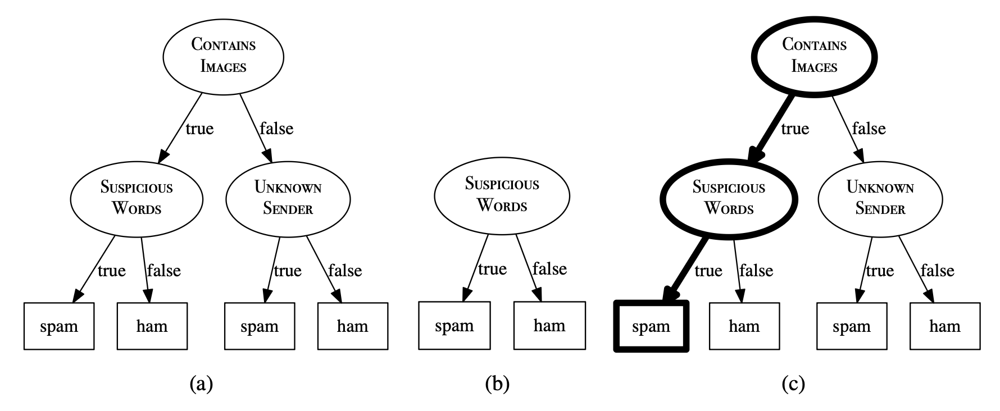 CONTAINS
IMAGES
true
false
SUSPICIOUS
WORDS
UNKNOWN
SENDER
true
false
true
false
spam
ham
spam
ham
(a)
SUSPICIOUS
WORDS
true
false
spam
ham
(b)
CONTAINS
IMAGES
true
false
SUSPICIOUS
WORDS
UNKNOWN
SENDER
true
false
true
false
spam
ham
spam
ham
(c)